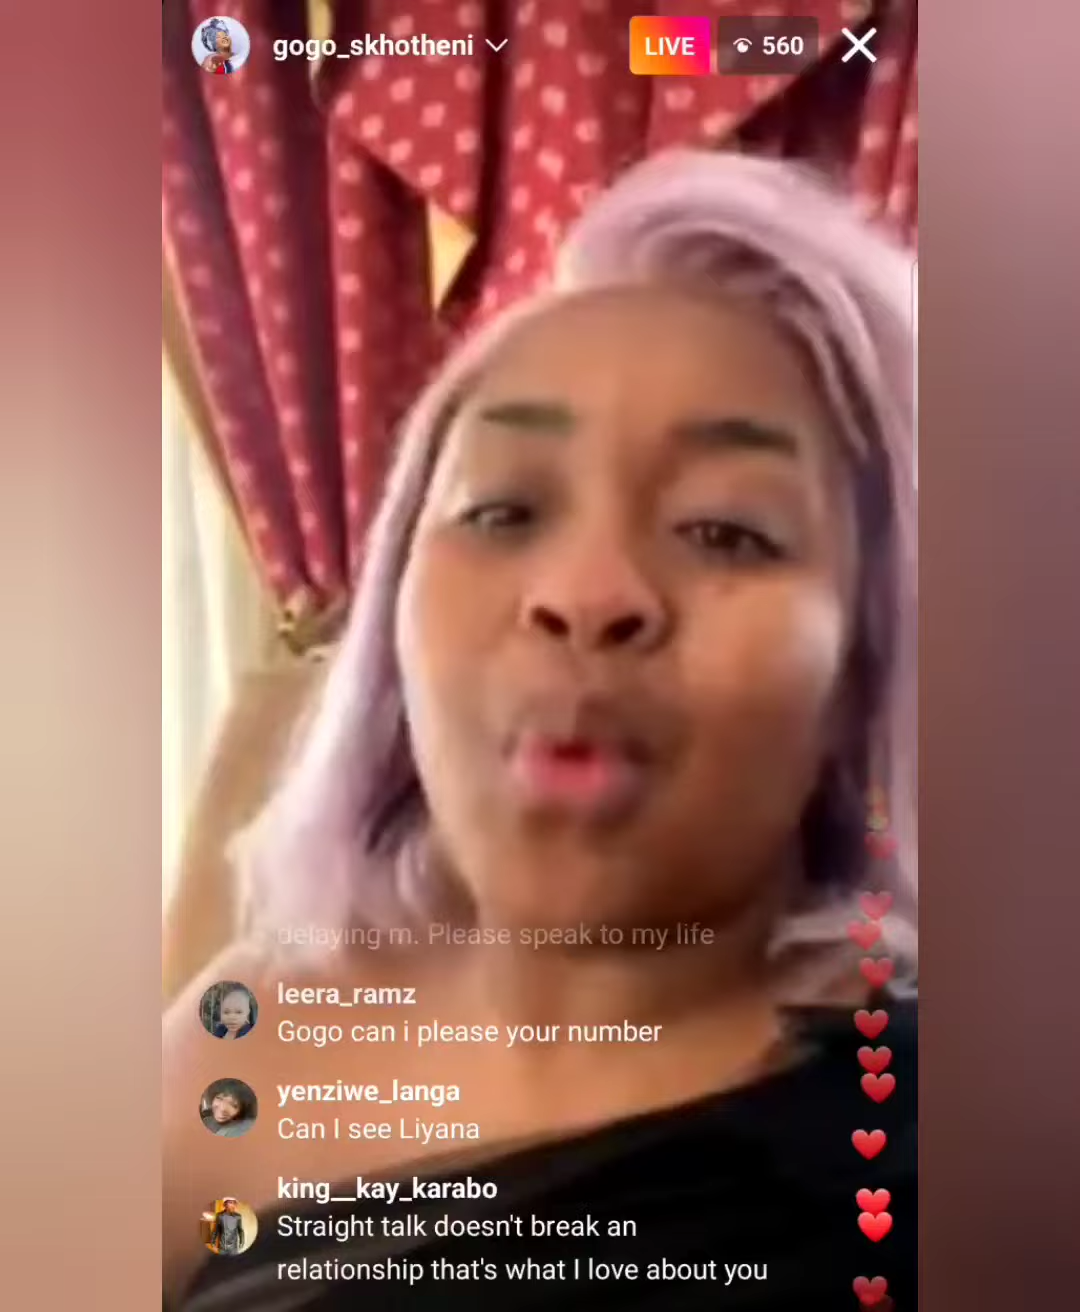 gogo_skhotheni
LIVE
560
delaying m. Please speak to my life
leera_ramz
Gogo can i please your number
yenziwe_langa
Can I see Liyana
king__kay_karabo
Straight talk doesn't break an
relationship that's what I love about you